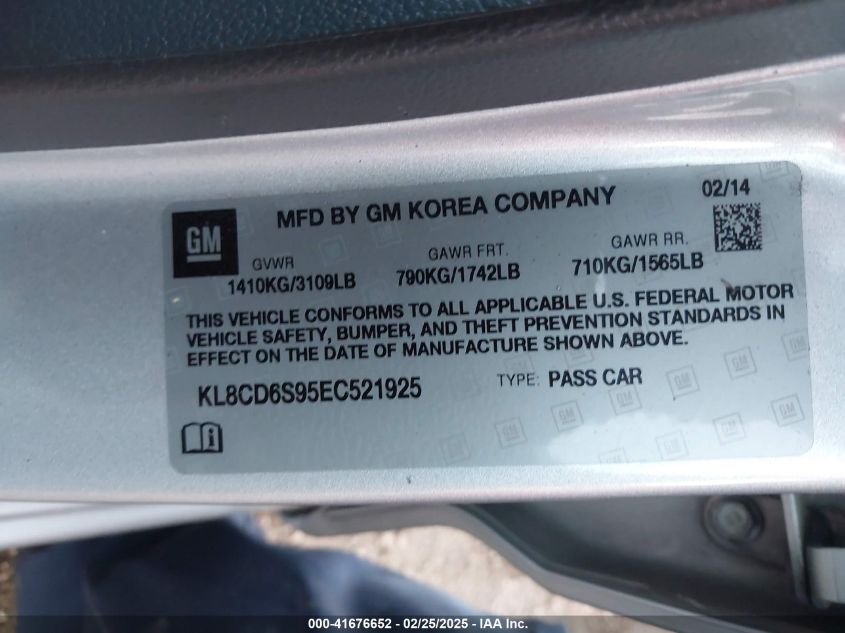 GM
MFD BY GM KOREA COMPANY
02/14
GVWR
1410KG/3109LB
GAWR FRT.
790KG/1742LB
GAWR RR.
710KG/1565LB
THIS VEHICLE CONFORMS TO ALL APPLICABLE U.S. FEDERAL MOTOR
VEHICLE SAFETY, BUMPER, AND THEFT PREVENTION STANDARDS IN
EFFECT ON THE DATE OF MANUFACTURE SHOWN ABOVE.
KL8CD6S95EC521925
TYPE: PASS CAR
000-41676652 / 02/25/2025 - IAA Inc.